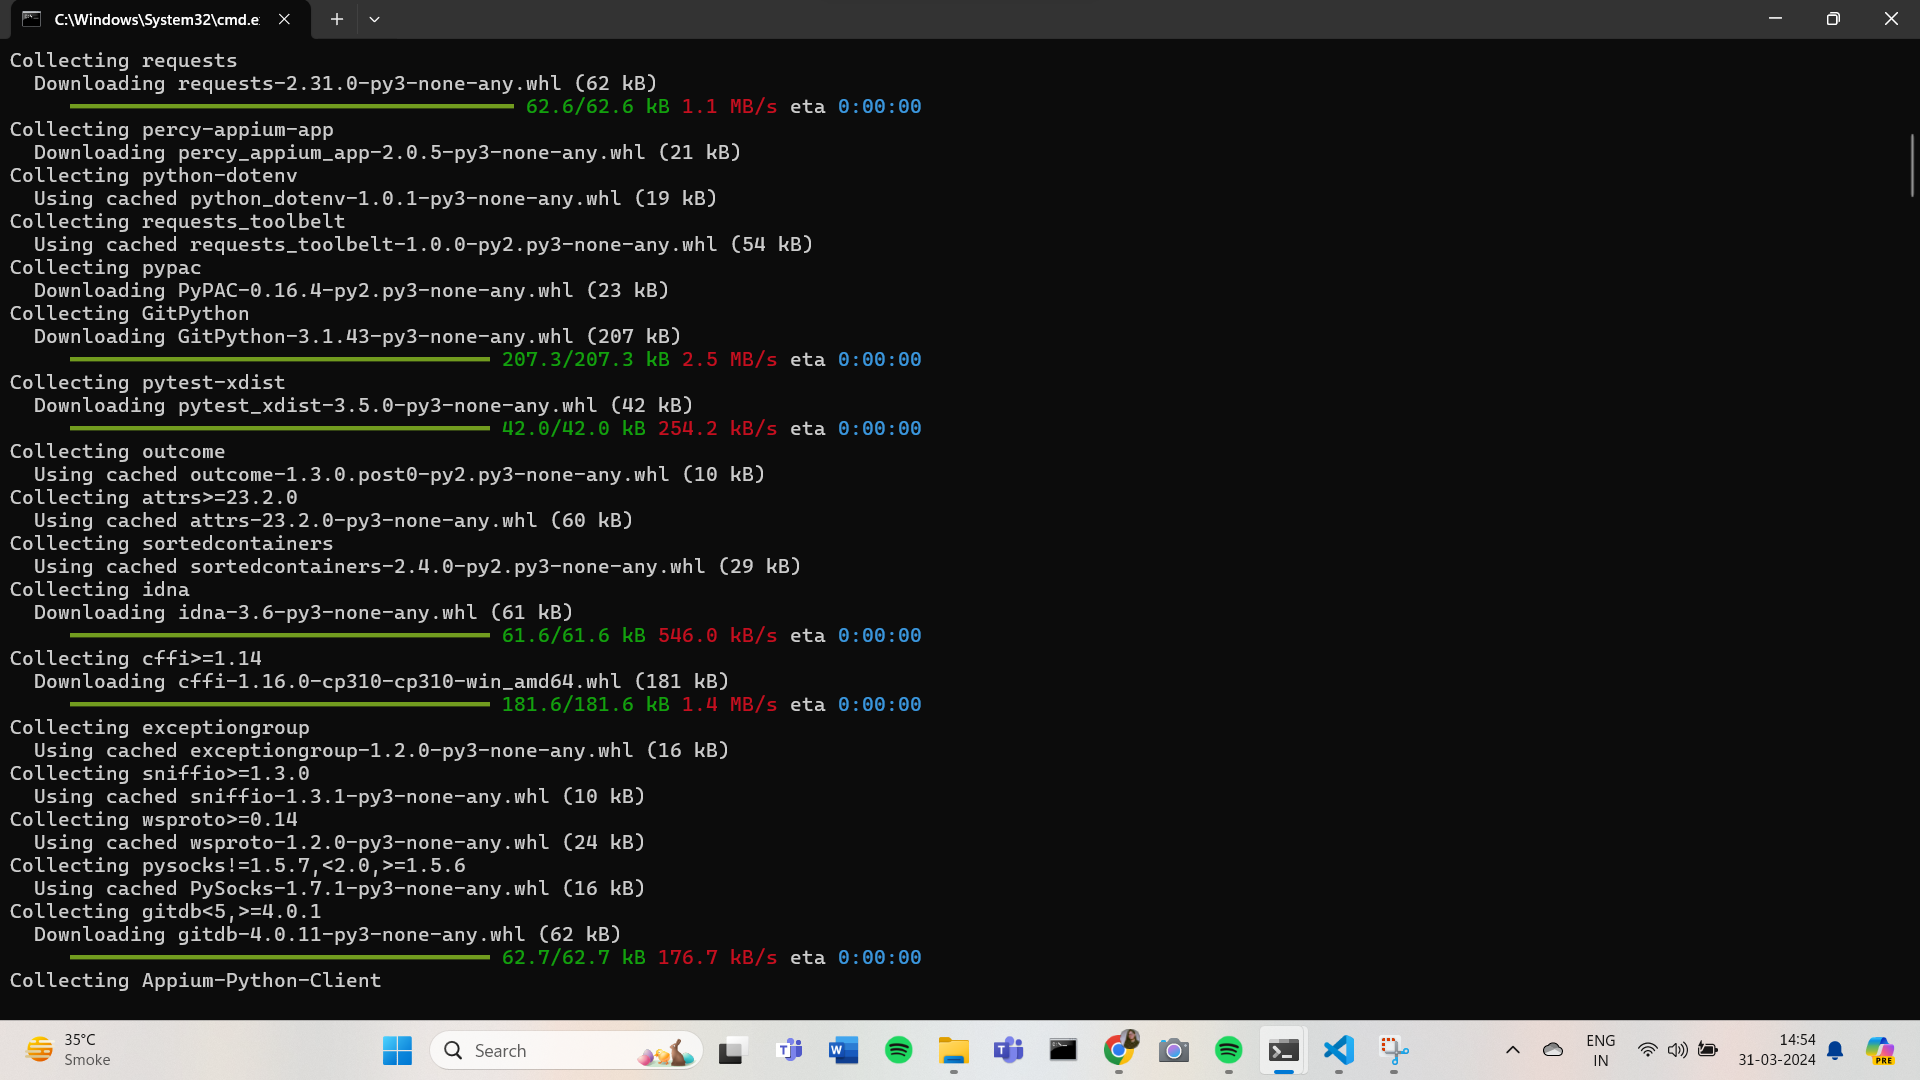 C:\Windows\System32\cmd.e
Collecting requests
  Downloading requests-2.31.0-py3-none-any.whl (62 kB)
62.6/62.6 kB 1.1 MB/s eta 0:00:00
Collecting percy-appium-app
  Downloading percy_appium_app-2.0.5-py3-none-any.whl (21 kB)
Collecting python-dotenv
  Using cached python_dotenv-1.0.1-py3-none-any.whl (19 kB)
Collecting requests_toolbelt
  Using cached requests_toolbelt-1.0.0-py2.py3-none-any.whl (54 kB)
Collecting pypac
  Downloading PyPAC-0.16.4-py2.py3-none-any.whl (23 kB)
Collecting GitPython
  Downloading GitPython-3.1.43-py3-none-any.whl (207 kB)
207.3/207.3 kB 2.5 MB/s eta 0:00:00
Collecting pytest-xdist
  Downloading pytest_xdist-3.5.0-py3-none-any.whl (42 kB)
42.0/42.0 kB 254.2 kB/s eta 0:00:00
Collecting outcome
  Using cached outcome-1.3.0.post0-py2.py3-none-any.whl (10 kB)
Collecting attrs>=23.2.0
  Using cached attrs-23.2.0-py3-none-any.whl (60 kB)
Collecting sortedcontainers
  Using cached sortedcontainers-2.4.0-py2.py3-none-any.whl (29 kB)
Collecting idna
  Downloading idna-3.6-py3-none-any.whl (61 kB)
61.6/61.6 kB 546.0 kB/s eta 0:00:00
Collecting cffi>=1.14
  Downloading cffi-1.16.0-cp310-cp310-win_amd64.whl (181 kB)
181.6/181.6 kB 1.4 MB/s eta 0:00:00
Collecting exceptiongroup
  Using cached exceptiongroup-1.2.0-py3-none-any.whl (16 kB)
Collecting sniffio>=1.3.0
  Using cached sniffio-1.3.1-py3-none-any.whl (10 kB)
Collecting wsproto>=0.14
  Using cached wsproto-1.2.0-py3-none-any.whl (24 kB)
Collecting pysocks!=1.5.7,<2.0,>=1.5.6
  Using cached PySocks-1.7.1-py3-none-any.whl (16 kB)
Collecting gitdb<5,>=4.0.1
  Downloading gitdb-4.0.11-py3-none-any.whl (62 kB)
62.7/62.7 kB 176.7 kB/s eta 0:00:00
Collecting Appium-Python-Client
35°C
Smoke
Search
ENG
IN
14:54
31-03-2024
PRE